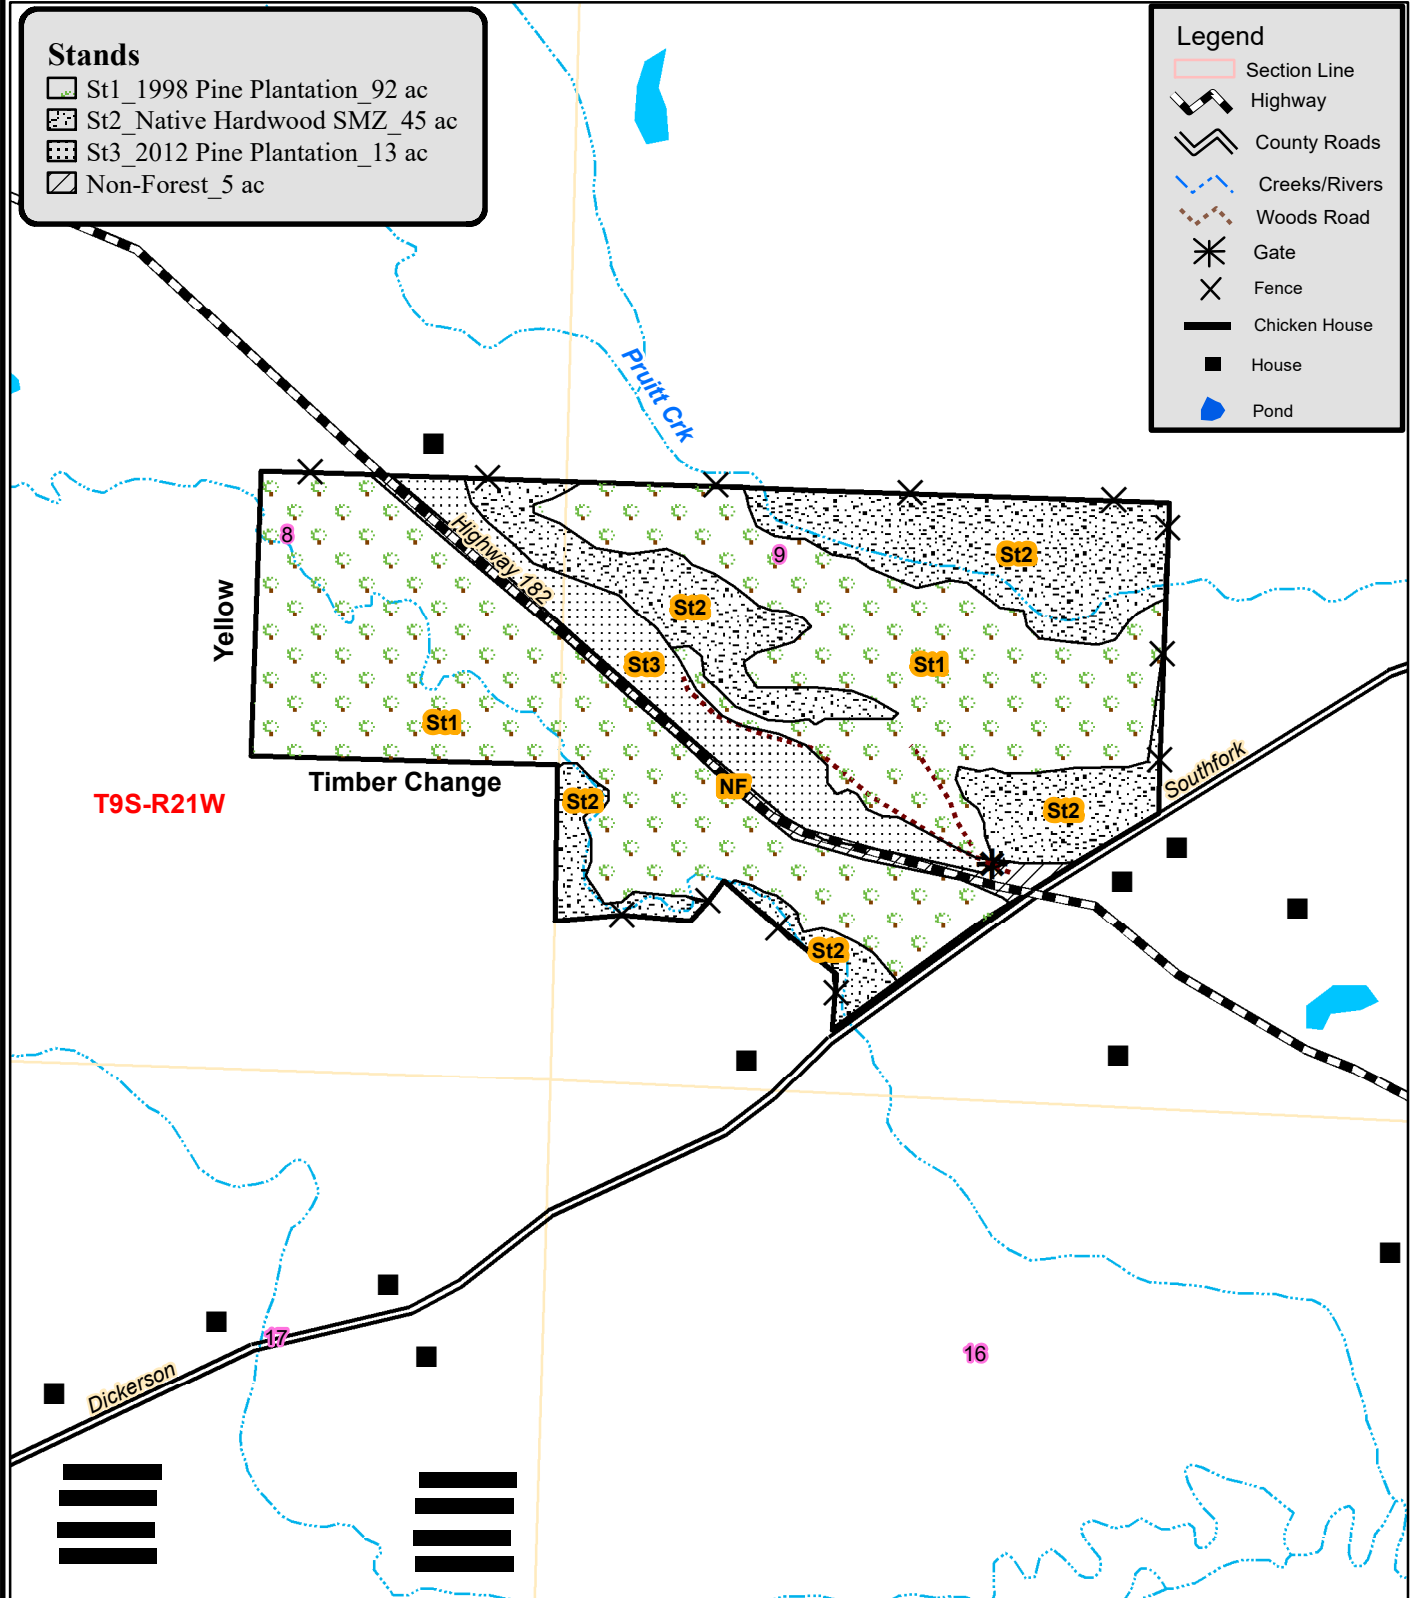 Stands
St1_1998 Pine Plantation_92 ac
St2_Native Hardwood SMZ_45 ac
St3_2012 Pine Plantation_13 ac
Non-Forest_5 ac
Legend
Section Line
Highway
County Roads
Creeks/Rivers
Woods Road
Gate
Fence
Chicken House
House
Pond
Pruitt Crk
8
Highway 182
9
St2
Yellow
St2
St3
St1
St1
Timber Change
NF
Southfork
T9S-R21W
St2
St2
St2
17
16
Dickerson